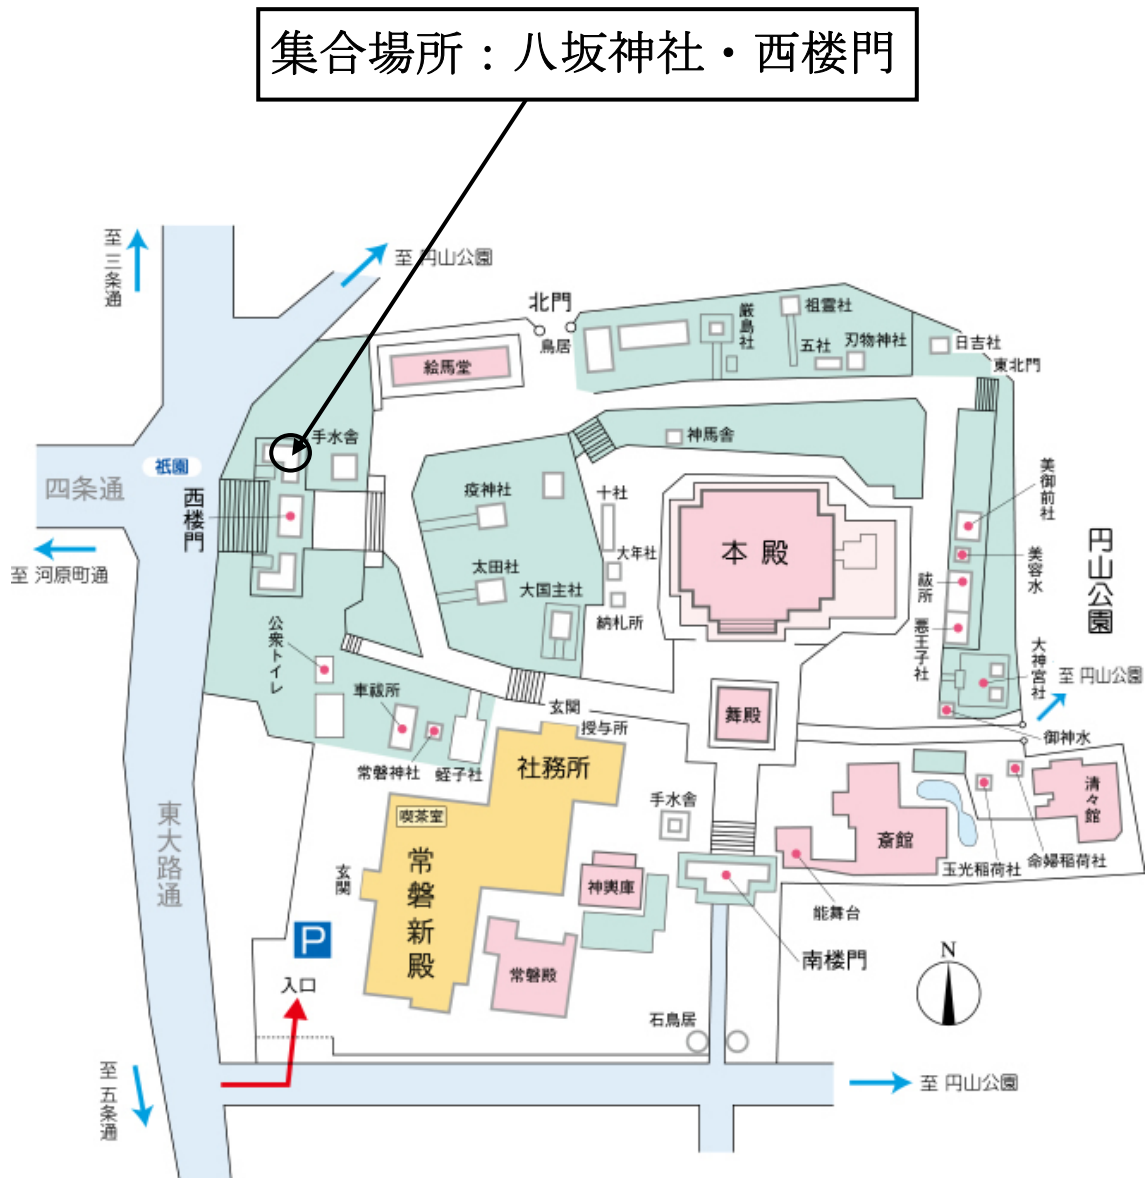 集合場所：八坂神社・西楼門
至 三条通
至 円山公園
北門
鳥居
絵馬堂
厳島社
祖霊社
五社
刃物神社
日吉社
東北門
手水舎
祇園
四条通
西楼門
至 河原町通
神馬舎
疫神社
十社
太田社
大年社
大国主社
納札所
本殿
美御前社
美容水
祓所
悪王子社
円山公園
大神宮社
至 円山公園
御神水
公衆トイレ
車祓所
常磐神社
蛭子社
玄関
授与所
舞殿
社務所
喫茶室
常磐新殿
玄関
手水舎
神輿庫
常磐殿
斎館
清々館
玉光稲荷社
命婦稲荷社
能舞台
南楼門
N
東大路通
P
入口
石鳥居
至 五条通
至 円山公園